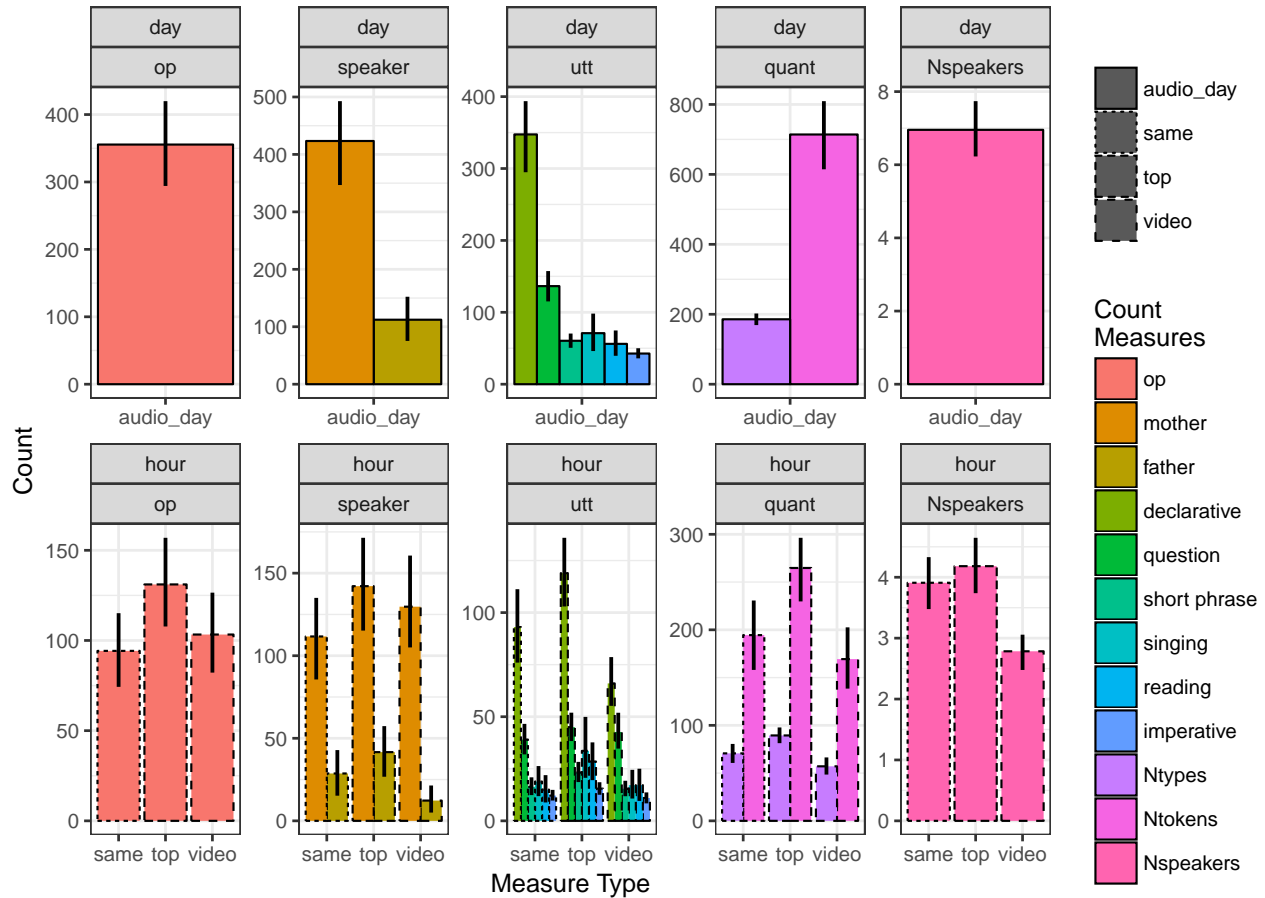 day day day day day
op speaker utt quant Nspeakers
400
300
200
100
0
500
400
300
200
100
0
400
300
200
100
0
800
600
400
200
0
8
6
4
2
0
audio_day audio_day audio_day audio_day audio_day
Count
hour hour hour hour hour
op speaker utt quant Nspeakers
150
100
50
0
150
100
50
0
100
50
0
300
200
100
0
4
3
2
1
0
same top video same top video same top video same top video same top video
Measure Type
audio_day
same
top
video
Count
Measures
op
mother
father
declarative
question
short phrase
singing
reading
imperative
Ntypes
Ntokens
Nspeakers